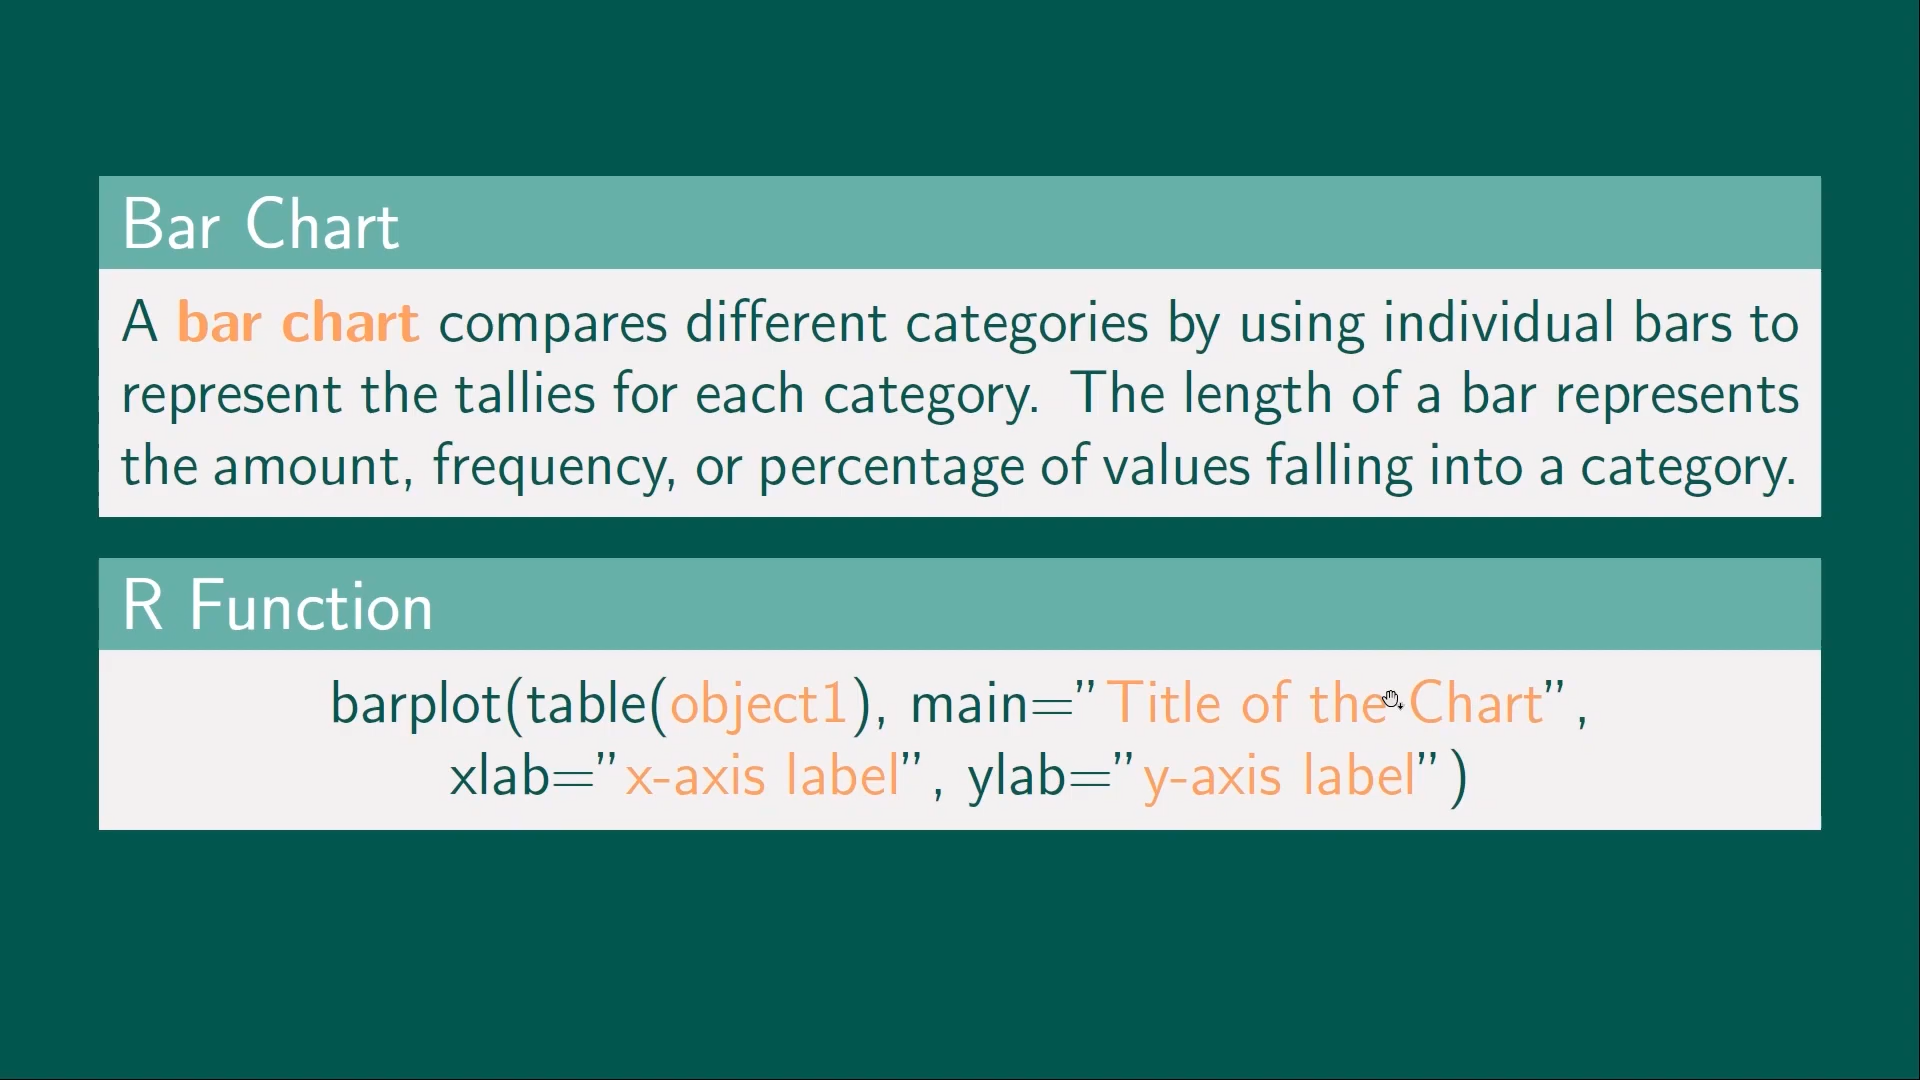 Bar Chart
A bar chart compares different categories by using individual bars to
represent the tallies for each category. The length of a bar represents
the amount, frequency, or percentage of values falling into a category.
R Function
barplot(table(object1), main=”Title of the Chart”,
xlab=”x-axis label”, ylab=”y-axis label”)